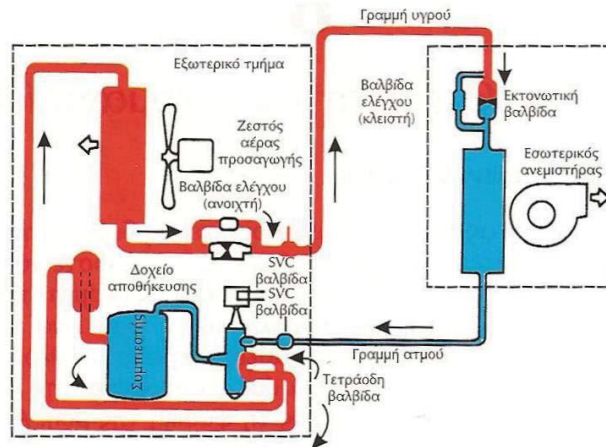 Γραμμή υγρού
Εξωτερικό τμήμα
Βαλβίδα
ελέγχου
(κλειστή)
Εκτονωτική
βαλβίδα
Ζεστός
αέρας
προσαγωγής
Εσωτερικός
ανεμιστήρας
Βαλβίδα ελέγχου
(ανοιχτή)
Δοχείο
αποθήκευσης
SVC
βαλβίδα
SVC
βαλβίδα
Συμπιεστής
Γραμμή ατμού
Τετράοδη
βαλβίδα